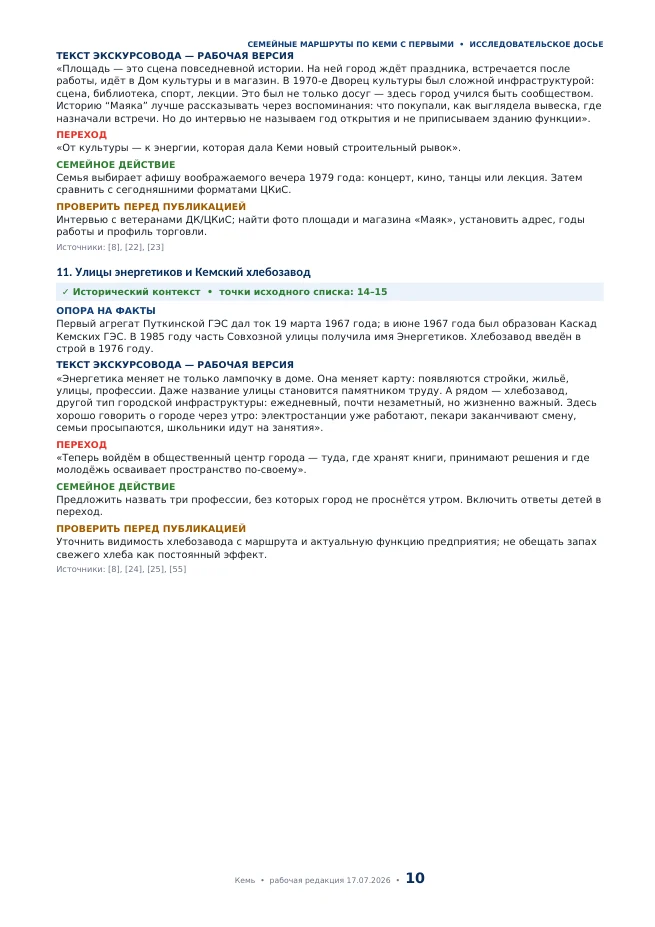 СЕМЕЙНЫЕ МАРШРУТЫ ПО КЕМИ С ПЕРВЫМИ • ИССЛЕДОВАТЕЛЬСКОЕ ДОСЬЕ
ТЕКСТ ЭКСКУРСОВОДА — РАБОЧАЯ ВЕРСИЯ
«Площадь — это сцена повседневной истории. На ней город ждёт праздника, встречается после
работы, идёт в Дом культуры и в магазин. В 1970-е Дворец культуры был сложной инфраструктурой:
сцена, библиотека, спорт, лекции. Это был не только досуг — здесь город учился быть сообществом.
Историю “Маяка” лучше рассказывать через воспоминания: что покупали, как выглядела вывеска, где
назначали встречи. Но до интервью не называем год открытия и не приписываем зданию функции».
ПЕРЕХОД
«От культуры — к энергии, которая дала Кеми новый строительный рывок».
СЕМЕЙНОЕ ДЕЙСТВИЕ
Семья выбирает афишу воображаемого вечера 1979 года: концерт, кино, танцы или лекция. Затем
сравнить с сегодняшними форматами ЦКиС.
ПРОВЕРИТЬ ПЕРЕД ПУБЛИКАЦИЕЙ
Интервью с ветеранами ДК/ЦКиС; найти фото площади и магазина «Маяк», установить адрес, годы
работы и профиль торговли.
Источники: [8], [22], [23]
11. Улицы энергетиков и Кемский хлебозавод
✓ Исторический контекст • точки исходного списка: 14–15
ОПОРА НА ФАКТЫ
Первый агрегат Путкинской ГЭС дал ток 19 марта 1967 года; в июне 1967 года был образован Каскад
Кемских ГЭС. В 1985 году часть Совхозной улицы получила имя Энергетиков. Хлебозавод введён в
строй в 1976 году.
ТЕКСТ ЭКСКУРСОВОДА — РАБОЧАЯ ВЕРСИЯ
«Энергетика меняет не только лампочку в доме. Она меняет карту: появляются стройки, жильё,
улицы, профессии. Даже название улицы становится памятником труду. А рядом — хлебозавод,
другой тип городской инфраструктуры: ежедневный, почти незаметный, но жизненно важный. Здесь
хорошо говорить о городе через утро: электростанции уже работают, пекари заканчивают смену,
семьи просыпаются, школьники идут на занятия».
ПЕРЕХОД
«Теперь войдём в общественный центр города — туда, где хранят книги, принимают решения и где
молодёжь осваивает пространство по-своему».
СЕМЕЙНОЕ ДЕЙСТВИЕ
Предложить назвать три профессии, без которых город не проснётся утром. Включить ответы детей в
переход.
ПРОВЕРИТЬ ПЕРЕД ПУБЛИКАЦИЕЙ
Уточнить видимость хлебозавода с маршрута и актуальную функцию предприятия; не обещать запах
свежего хлеба как постоянный эффект.
Источники: [8], [24], [25], [55]
Кемь • рабочая редакция 17.07.2026 • 10